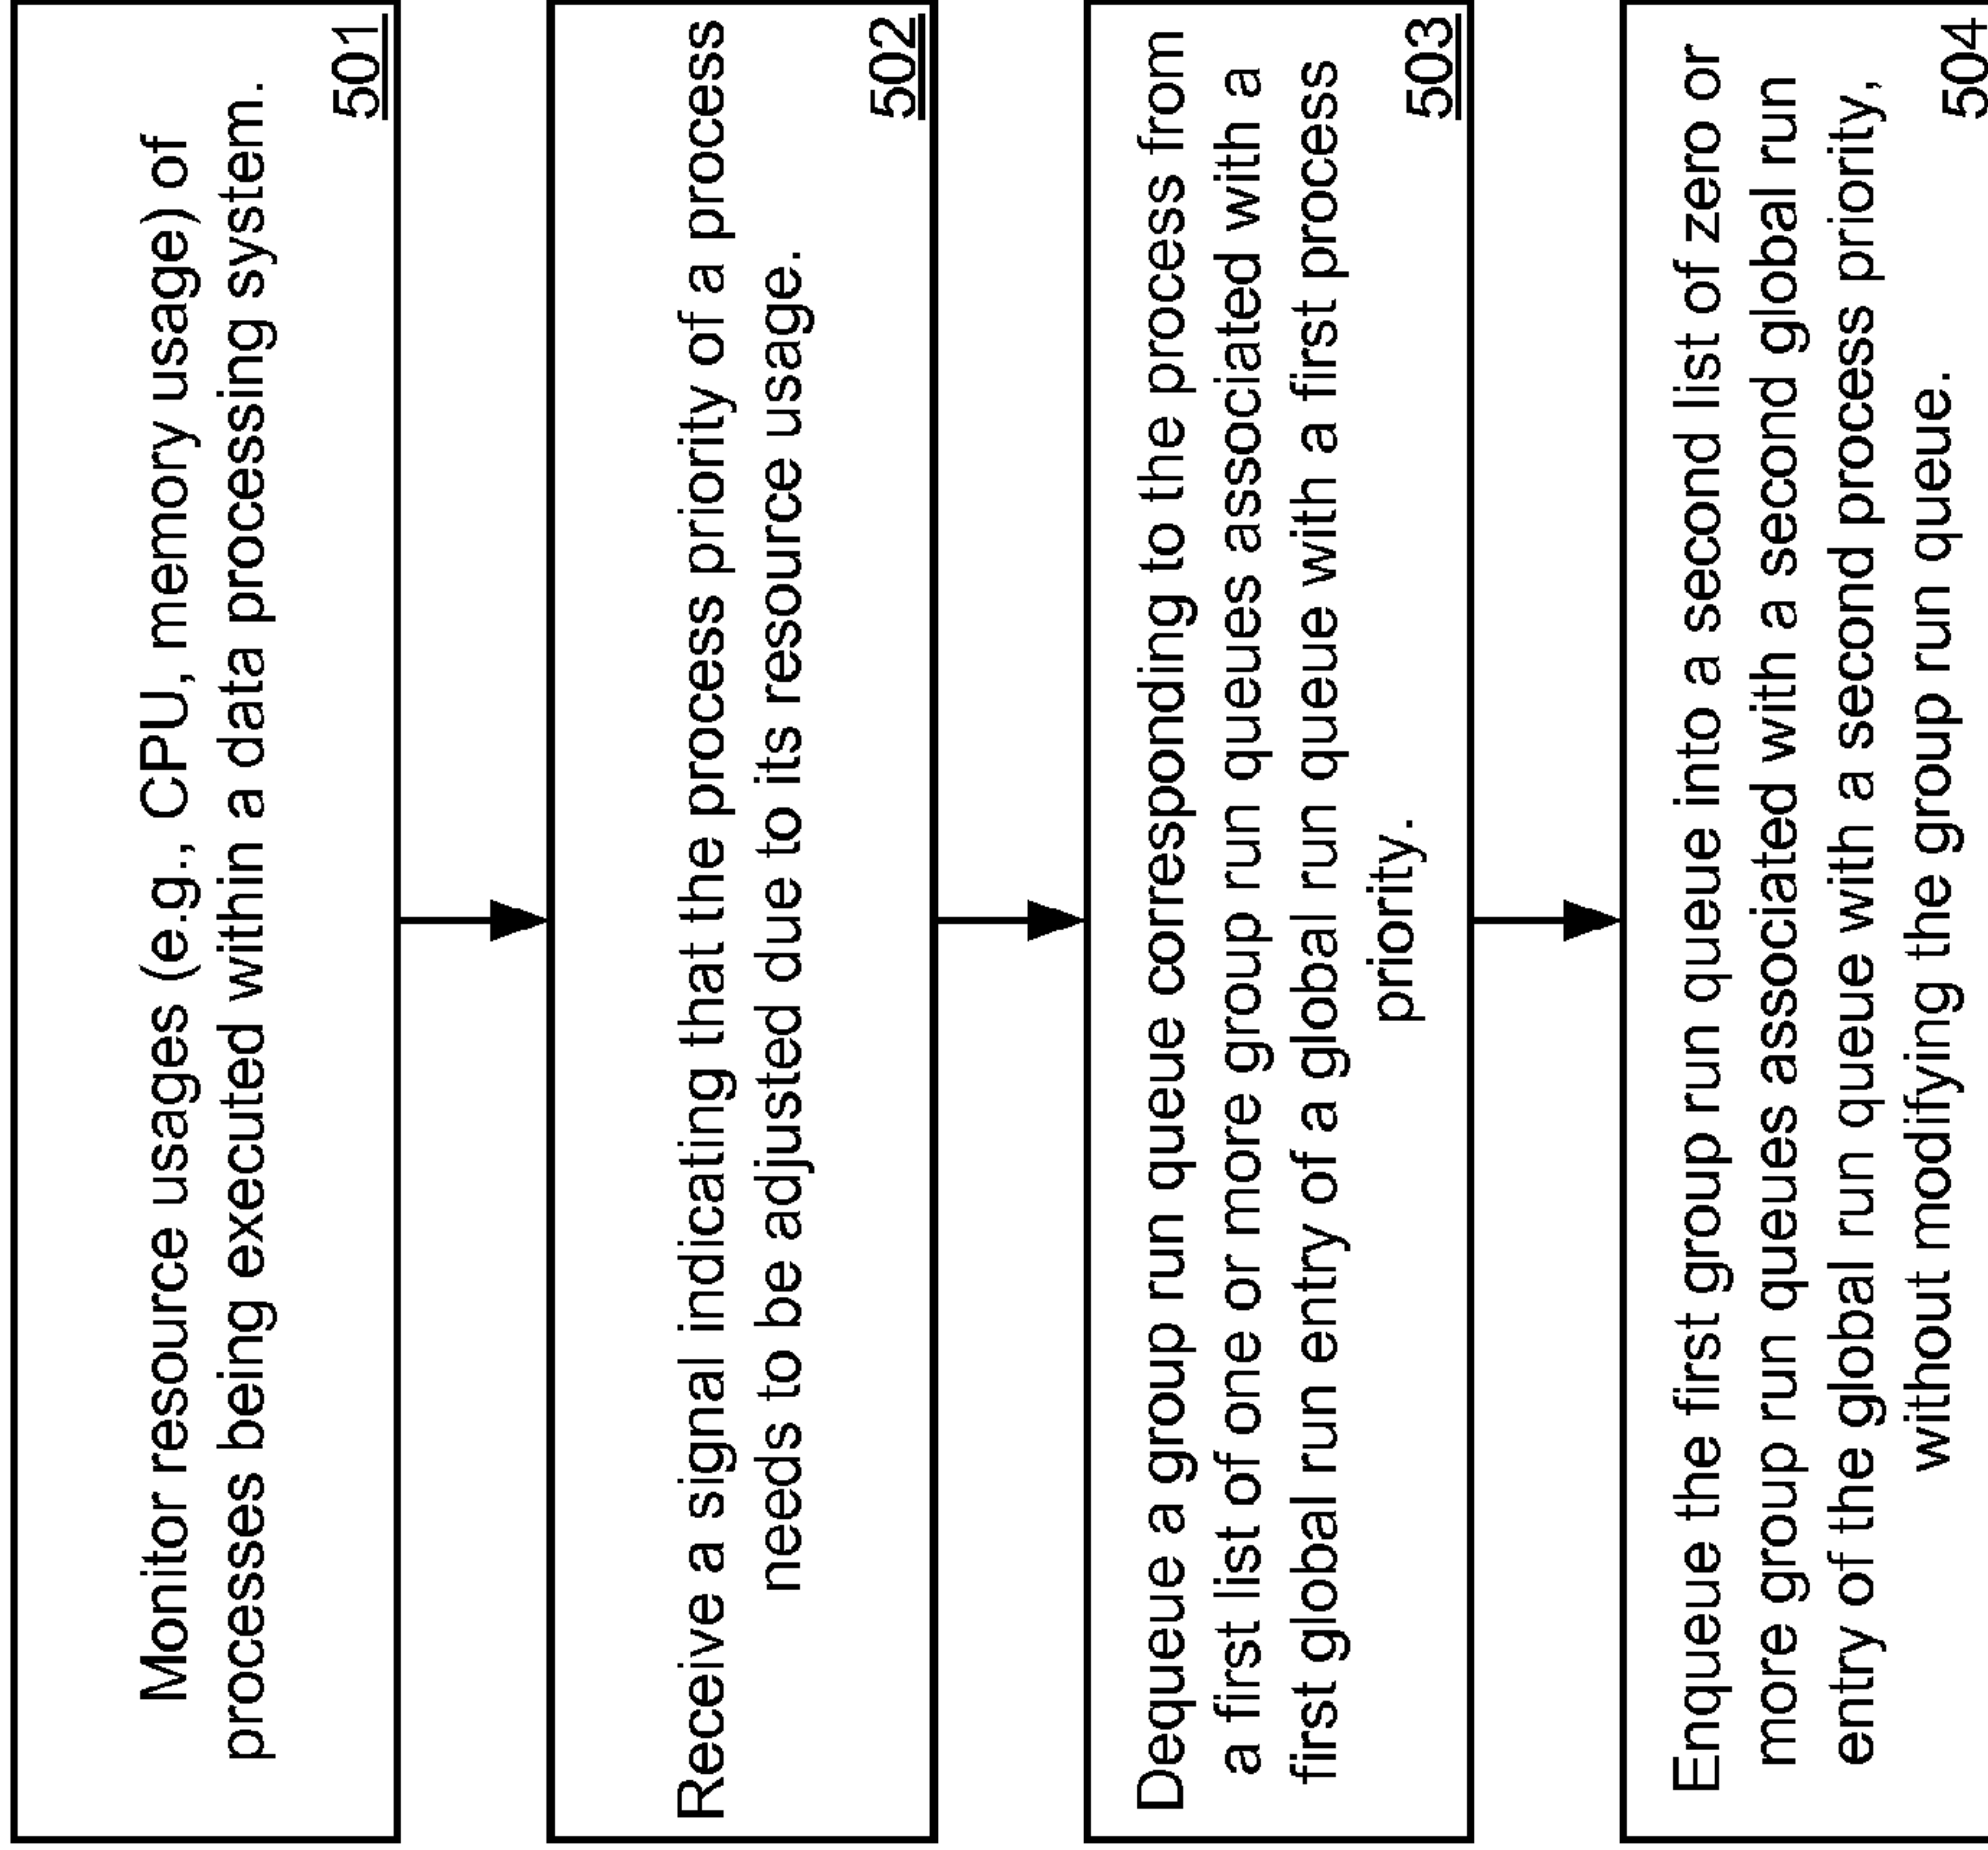 Monitor resource usages (e.g., CPU, memory usage) of
processes being executed within a data processing system.
501
Receive a signal indicating that the process priority of a process
needs to be adjusted due to its resource usage.
502
Dequeue a group run queue corresponding to the process from
a first list of one or more group run queues associated with a
first global run entry of a global run queue with a first process
priority.
503
Enqueue the first group run queue into a second list of zero or
more group run queues associated with a second global run
entry of the global run queue with a second process priority,
without modifying the group run queue.
504